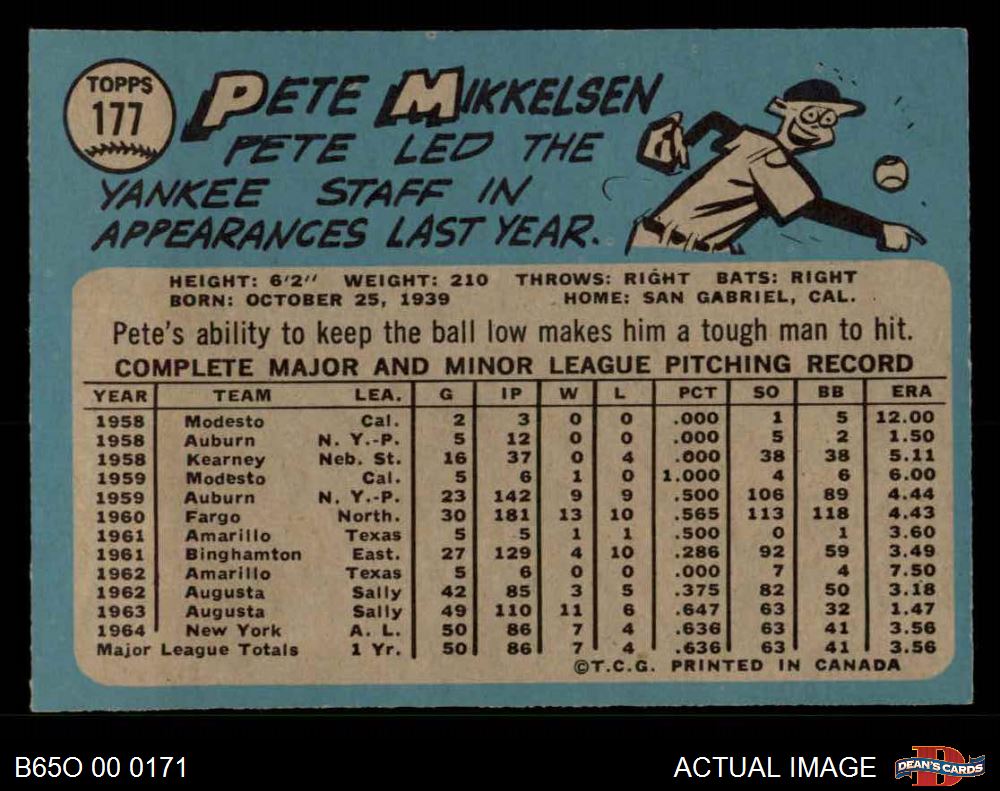 TOPPS
177
PETE MIKKELSEN
PETE LED THE
YANKEE STAFF IN
APPEARANCES LAST YEAR.
HEIGHT: 6'2" WEIGHT: 210 THROWS: RIGHT BATS: RIGHT
BORN: OCTOBER 25, 1939 HOME: SAN GABRIEL, CAL.
Pete's ability to keep the ball low makes him a tough man to hit.
COMPLETE MAJOR AND MINOR LEAGUE PITCHING RECORD
YEAR TEAM LEA. G IP W L PCT SO BB ERA
1958 Modesto Cal. 2 3 0 0 .000 1 5 12.00
1958 Auburn N. Y.-P. 5 12 0 0 .000 5 2 1.50
1958 Kearney Neb. St. 16 37 0 4 .000 38 38 5.11
1959 Modesto Cal. 5 6 1 0 1.000 4 6 6.00
1959 Auburn N. Y.-P. 23 142 9 9 .500 106 89 4.44
1960 Fargo North. 30 181 13 10 .565 113 118 4.43
1961 Amarillo Texas 5 5 1 1 .500 0 1 3.60
1961 Binghamton East. 27 129 4 10 .286 92 59 3.49
1962 Amarillo Texas 5 6 0 0 .000 7 4 7.50
1962 Augusta Sally 42 85 3 5 .375 82 50 3.18
1963 Augusta Sally 49 110 11 6 .647 63 32 1.47
1964 New York A. L. 50 86 7 4 .636 63 41 3.56
Major League Totals 1 Yr. 50 86 7 4 .636 63 41 3.56
©T.C.G. PRINTED IN CANADA
B65O 00 0171 ACTUAL IMAGE DEAN'S CARDS